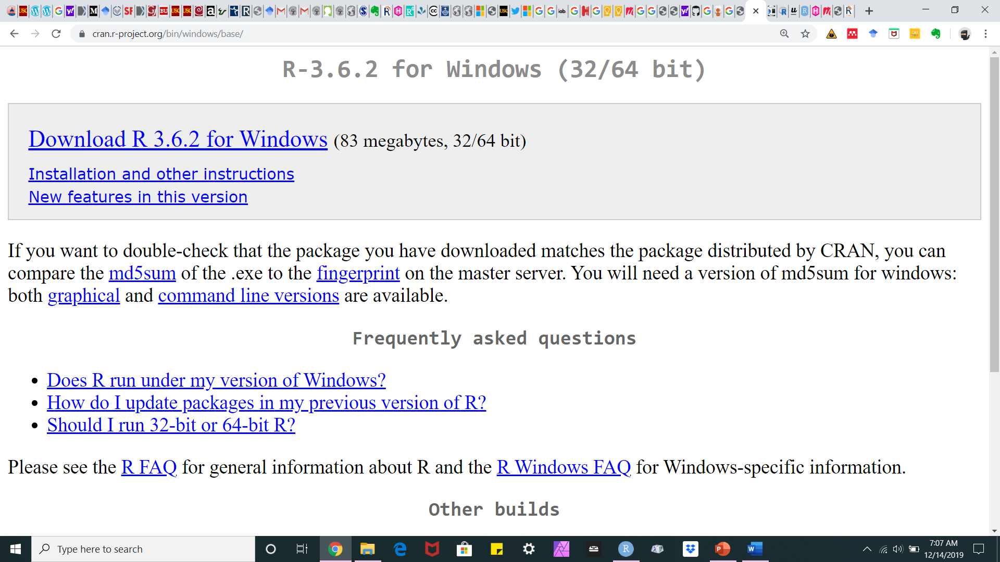 cran.r-project.org/bin/windows/base/
R-3.6.2 for Windows (32/64 bit)
Download R 3.6.2 for Windows (83 megabytes, 32/64 bit)
Installation and other instructions
New features in this version
If you want to double-check that the package you have downloaded matches the package distributed by CRAN, you can
compare the md5sum of the .exe to the fingerprint on the master server. You will need a version of md5sum for windows:
both graphical and command line versions are available.
Frequently asked questions
• Does R run under my version of Windows?
• How do I update packages in my previous version of R?
• Should I run 32-bit or 64-bit R?
Please see the R FAQ for general information about R and the R Windows FAQ for Windows-specific information.
Other builds
Type here to search
7:07 AM
12/14/2019